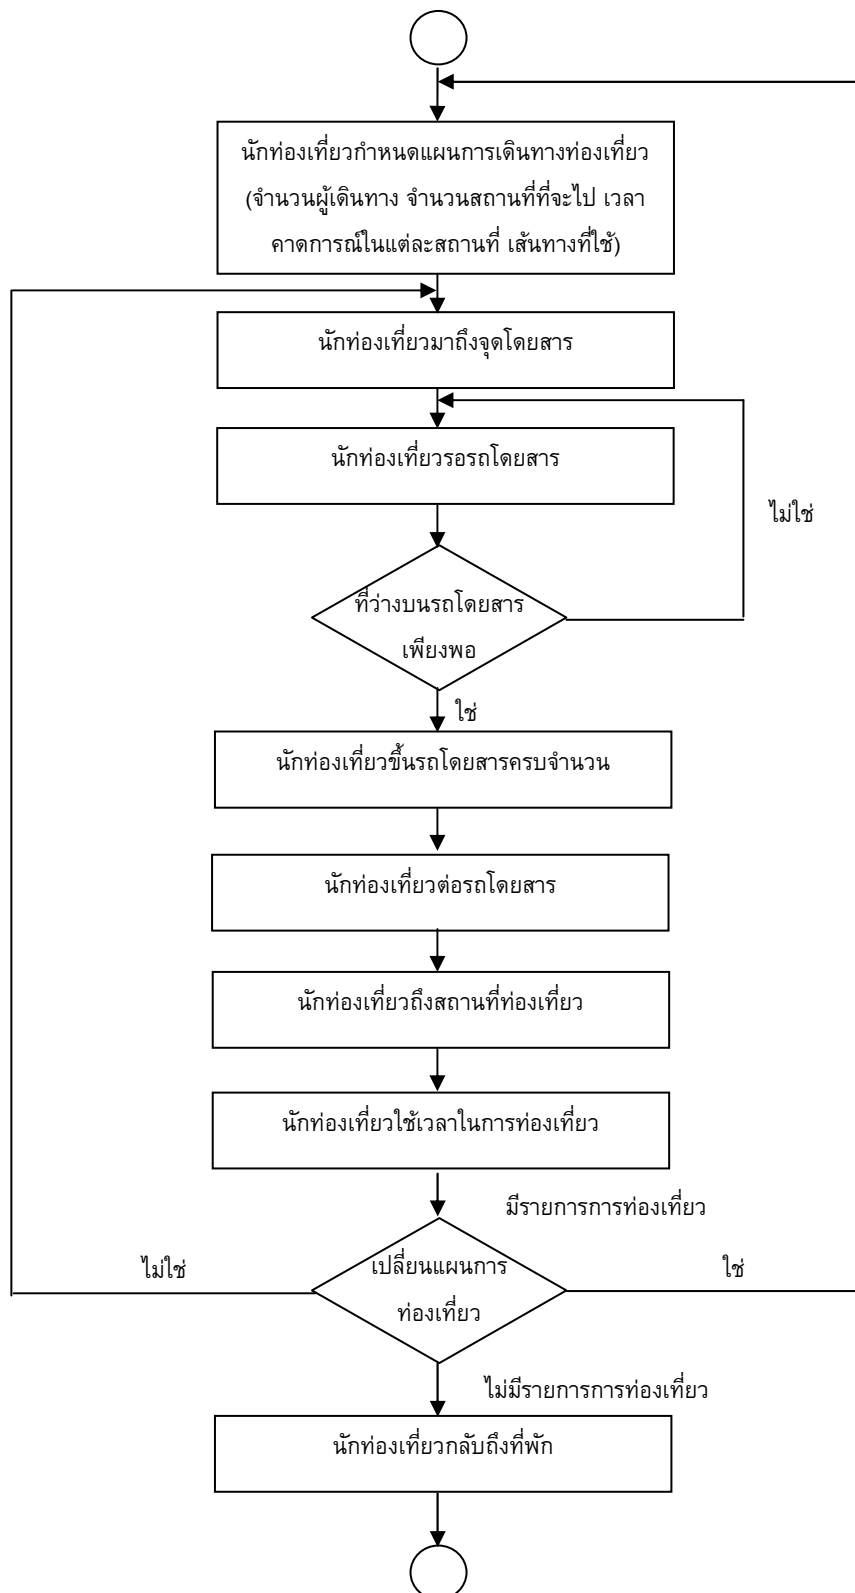 นักท่องเที่ยวกำหนดแผนการเดินทางท่องเที่ยว
(จำนวนผู้เดินทาง จำนวนสถานที่ที่จะไป เวลา
คาดการณ์ในแต่ละสถานที่ เส้นทางที่ใช้)
นักท่องเที่ยวมาถึงจุดโดยสาร
นักท่องเที่ยวรอรถโดยสาร
ไม่ใช่
ที่ว่างบนรถโดยสาร
เพียงพอ
ใช่
นักท่องเที่ยวขึ้นรถโดยสารครบจำนวน
นักท่องเที่ยวต่อรถโดยสาร
นักท่องเที่ยวถึงสถานที่ท่องเที่ยว
นักท่องเที่ยวใช้เวลาในการท่องเที่ยว
มีรายการการท่องเที่ยว
ไม่ใช่
เปลี่ยนแผนการ
ท่องเที่ยว
ใช่
ไม่มีรายการการท่องเที่ยว
นักท่องเที่ยวกลับถึงที่พัก